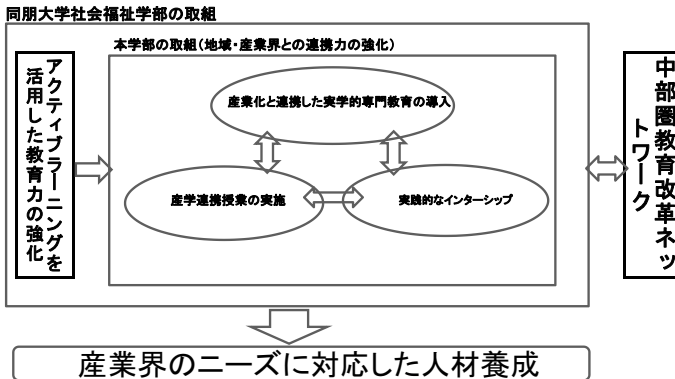 同朋大学社会福祉学部の取組
本学部の取組（地域・産業界との連携力の強化）
アクティブラーニングを
活用した教育力の強化
産業化と連携した実学的専門教育の導入
産学連携授業の実施
実践的なインターシップ
中部圏教育改革ネッ
トワーク
産業界のニーズに対応した人材養成